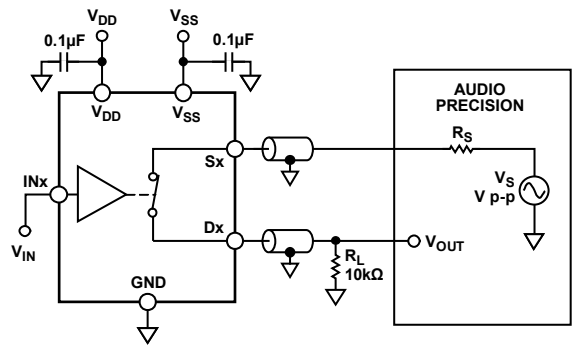 V_DD
V_SS
0.1µF
0.1µF
V_DD
V_SS
AUDIO
PRECISION
R_S
Sx
V_S
V p-p
INx
V_IN
Dx
V_OUT
R_L
10kΩ
GND